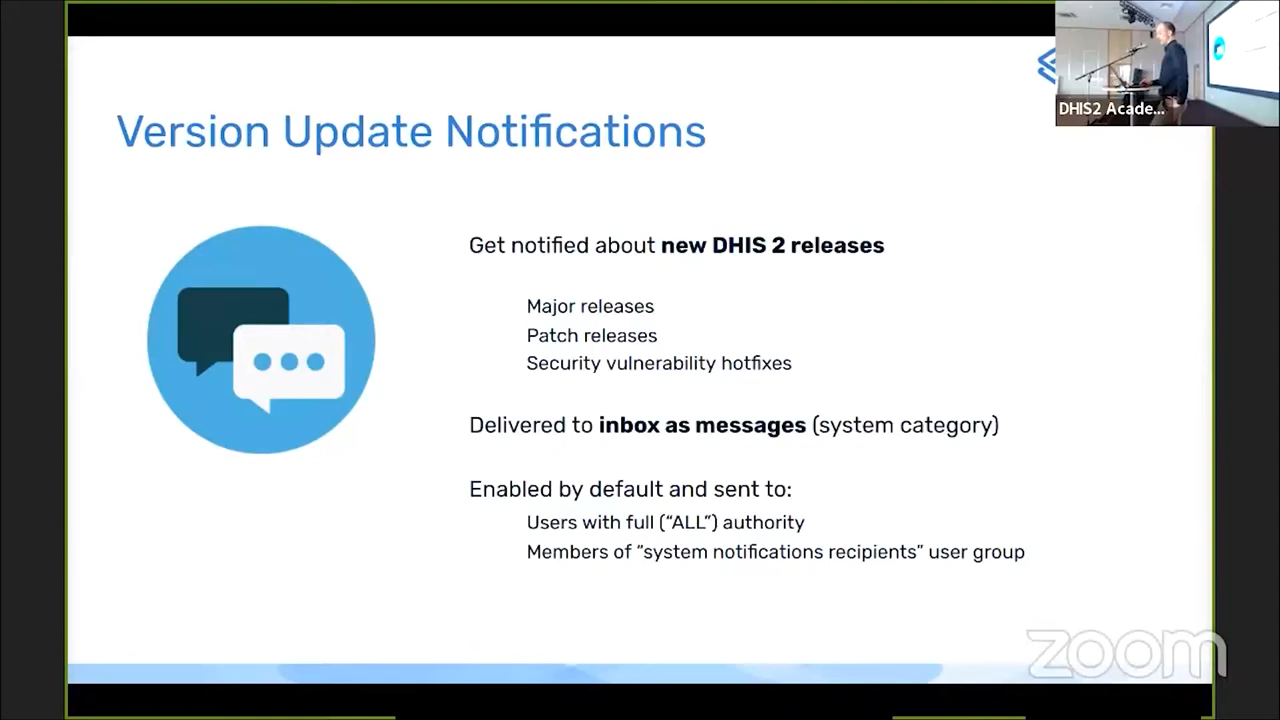 DHIS2 Acade...
Version Update Notifications
Get notified about new DHIS 2 releases
Major releases
Patch releases
Security vulnerability hotfixes
Delivered to inbox as messages (system category)
Enabled by default and sent to:
Users with full (“ALL”) authority
Members of “system notifications recipients” user group
zoom